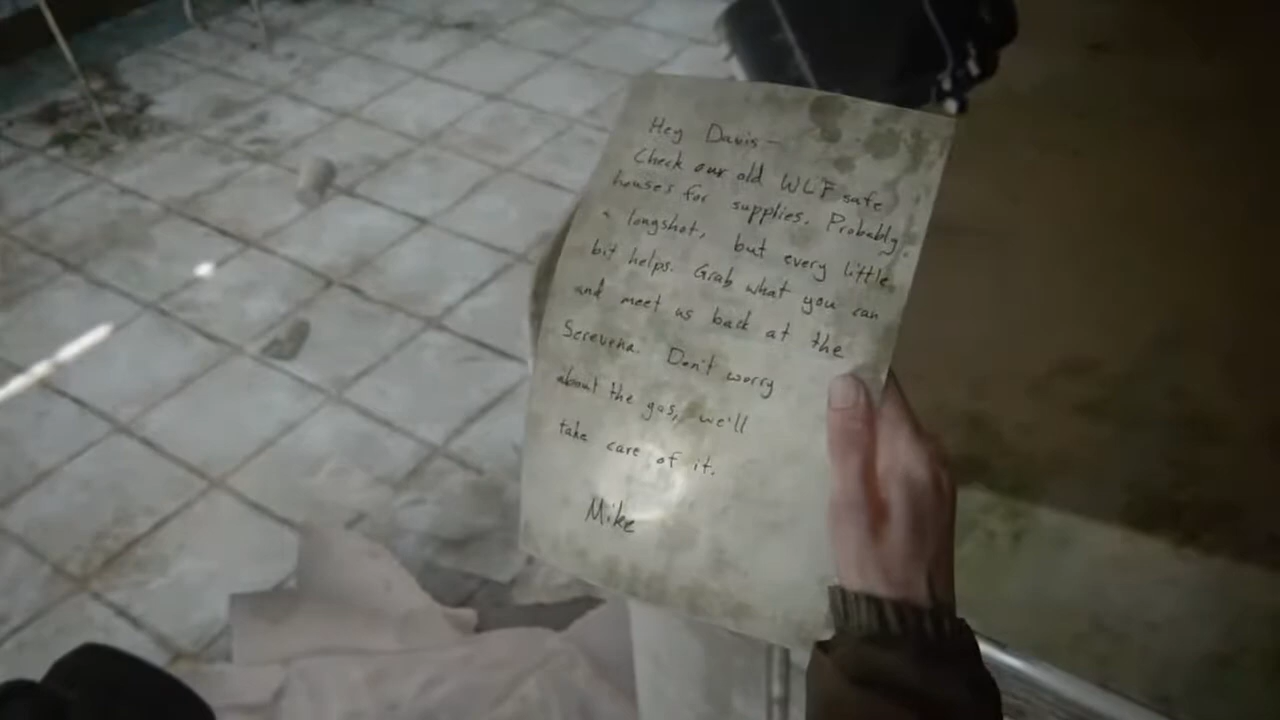 Hey Davis—
Check our old WLF safe
houses for supplies. Probably
a longshot, but every little
bit helps. Grab what you can
and meet us back at the
Serevena. Don't worry
about the gas, we'll
take care of it.
Mike